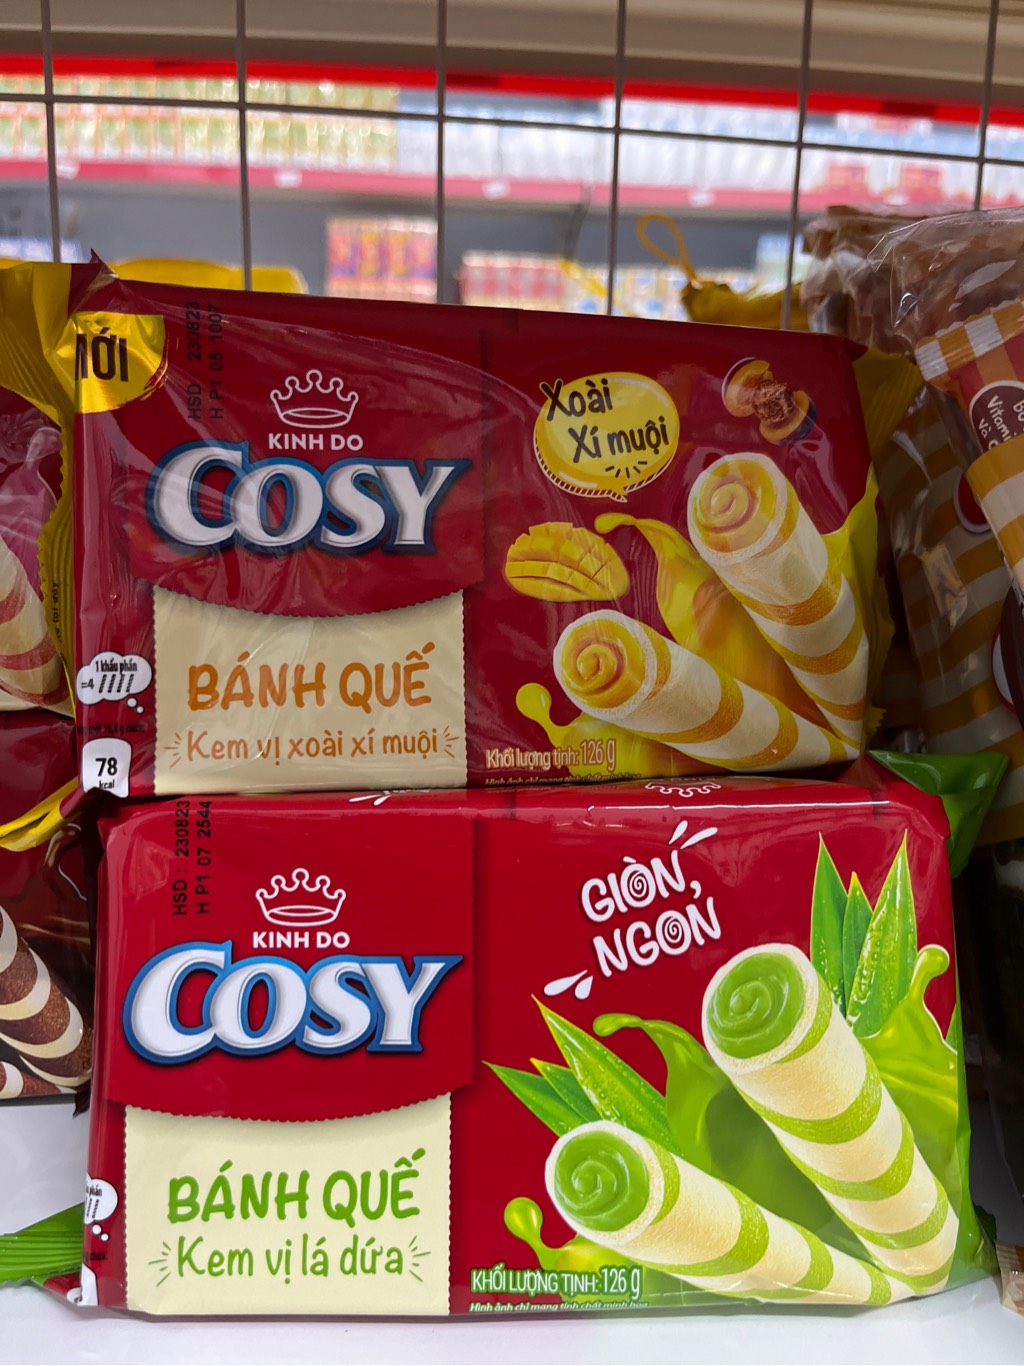 MỚI
HSD 230823
H P1 05 1007
KINH DO
COSY
Xoài
Xí muội
BÁNH QUẾ
Kem vị xoài xí muội
1 khẩu phần
=4
78
kcal
Khối lượng tịnh: 126 g
HSD : 230823
H P1 07 2544
KINH DO
COSY
GIÒN,
NGON
BÁNH QUẾ
Kem vị lá dứa
KHỐI LƯỢNG TỊNH: 126 g
Hình ảnh chỉ mang tính chất minh họa
Vitami